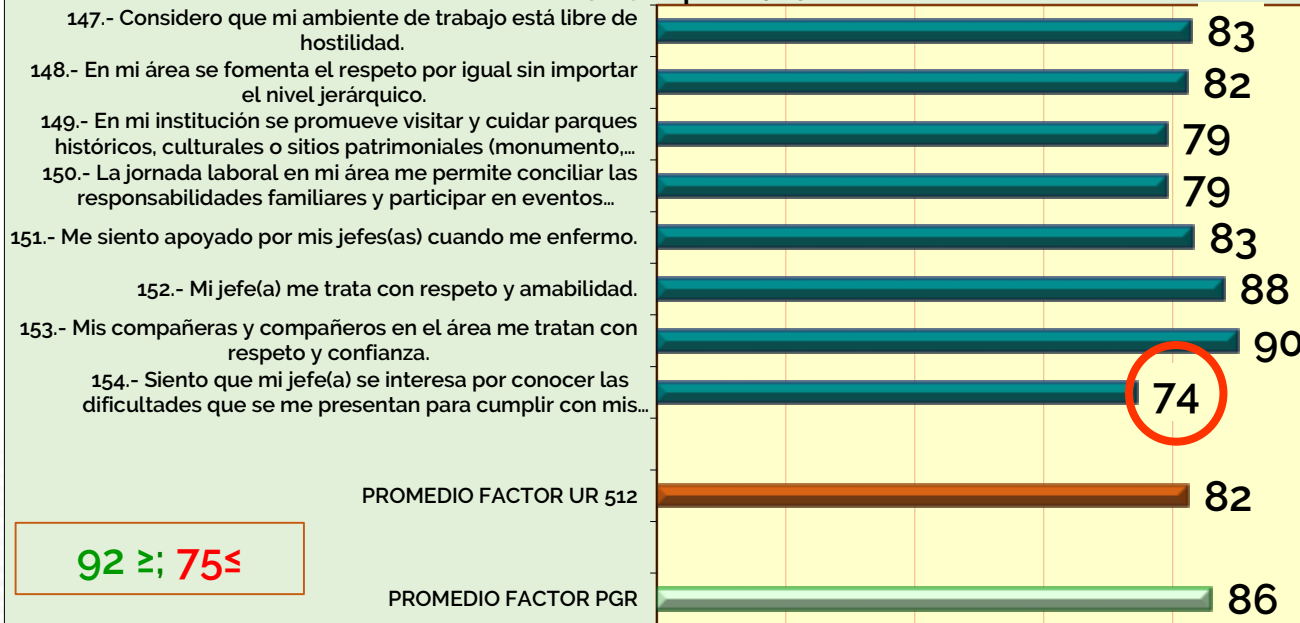 147.- Considero que mi ambiente de trabajo está libre de
hostilidad.
83
148.- En mi área se fomenta el respeto por igual sin importar
el nivel jerárquico.
82
149.- En mi institución se promueve visitar y cuidar parques
históricos, culturales o sitios patrimoniales (monumento,…
79
150.- La jornada laboral en mi área me permite conciliar las
responsabilidades familiares y participar en eventos…
79
151.- Me siento apoyado por mis jefes(as) cuando me enfermo.
83
152.- Mi jefe(a) me trata con respeto y amabilidad.
88
153.- Mis compañeras y compañeros en el área me tratan con
respeto y confianza.
90
154.- Siento que mi jefe(a) se interesa por conocer las
dificultades que se me presentan para cumplir con mis…
74
PROMEDIO FACTOR UR 512
82
92 ≥; 75≤
PROMEDIO FACTOR PGR
86